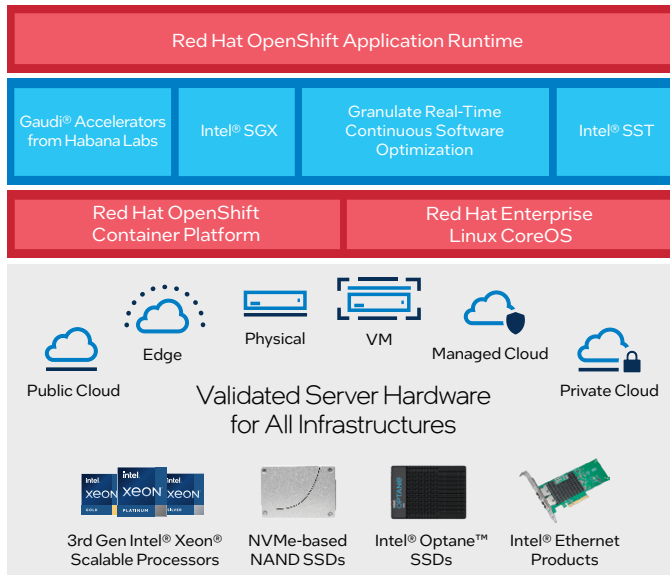 Red Hat OpenShift Application Runtime
Gaudi® Accelerators
from Habana Labs
Intel® SGX
Granulate Real-Time
Continuous Software
Optimization
Intel® SST
Red Hat OpenShift
Container Platform
Red Hat Enterprise
Linux CoreOS
Public Cloud
Edge
Physical
VM
Managed Cloud
Private Cloud
Validated Server Hardware
for All Infrastructures
intel.
XEON
GOLD
intel.
XEON
PLATINUM
intel.
XEON
SILVER
OPTANE
3rd Gen Intel® Xeon®
Scalable Processors
NVMe-based
NAND SSDs
Intel® Optane™
SSDs
Intel® Ethernet
Products